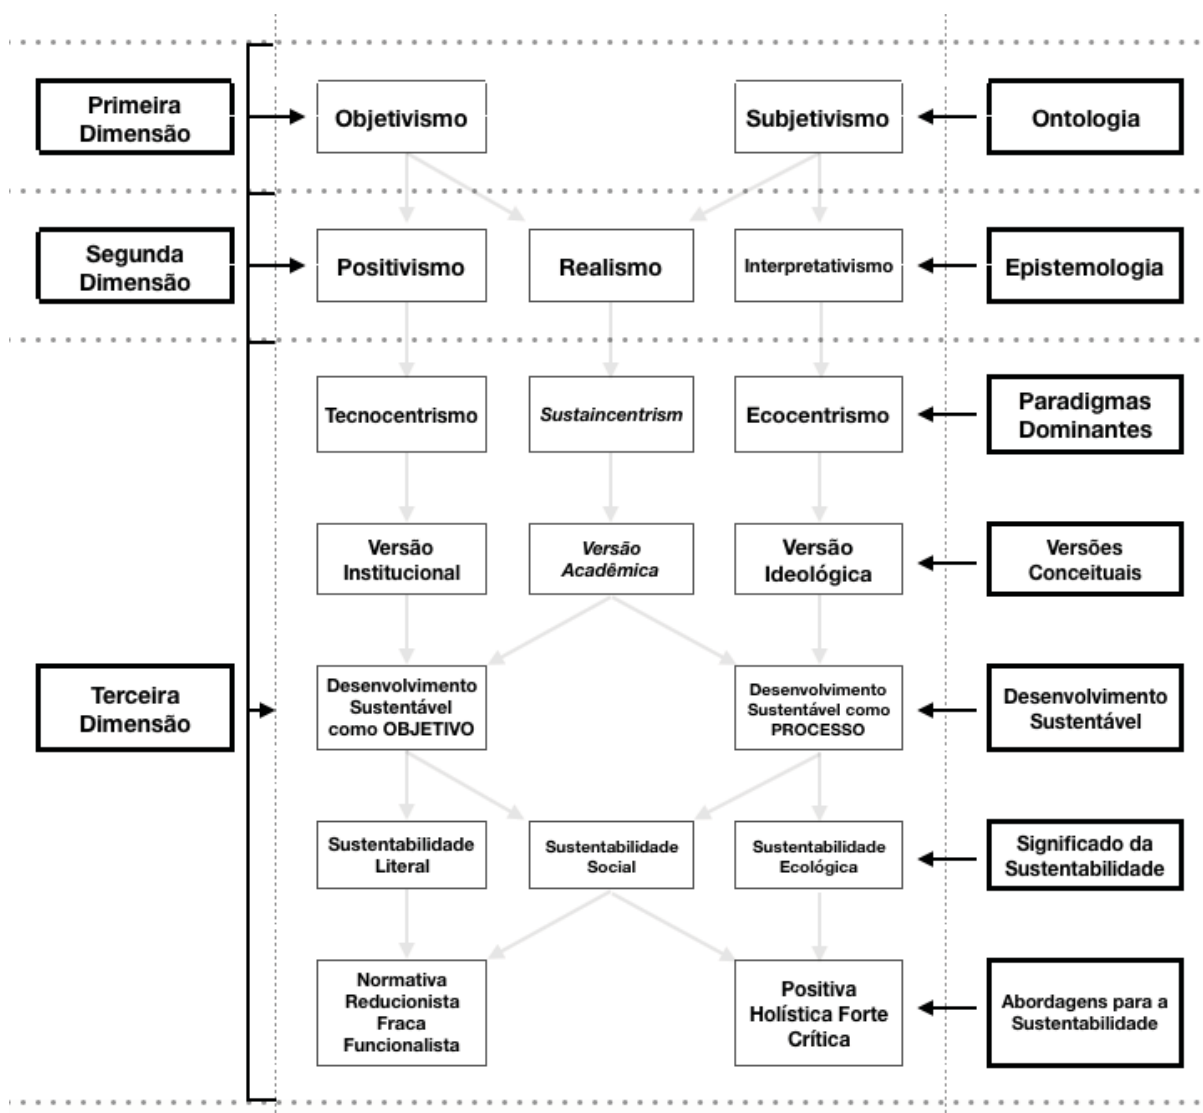 Primeira
Dimensão
Objetivismo
Subjetivismo
Ontologia
Segunda
Dimensão
Positivismo
Realismo
Interpretativismo
Epistemologia
Tecnocentrismo
Sustaincentrism
Ecocentrismo
Paradigmas
Dominantes
Versão
Institucional
Versão
Acadêmica
Versão
Ideológica
Versões
Conceituais
Terceira
Dimensão
Desenvolvimento
Sustentável
como OBJETIVO
Desenvolvimento
Sustentável como
PROCESSO
Desenvolvimento
Sustentável
Sustentabilidade
Literal
Sustentabilidade
Social
Sustentabilidade
Ecológica
Significado da
Sustentabilidade
Normativa
Reducionista
Fraca
Funcionalista
Positiva
Holística Forte
Crítica
Abordagens para a
Sustentabilidade